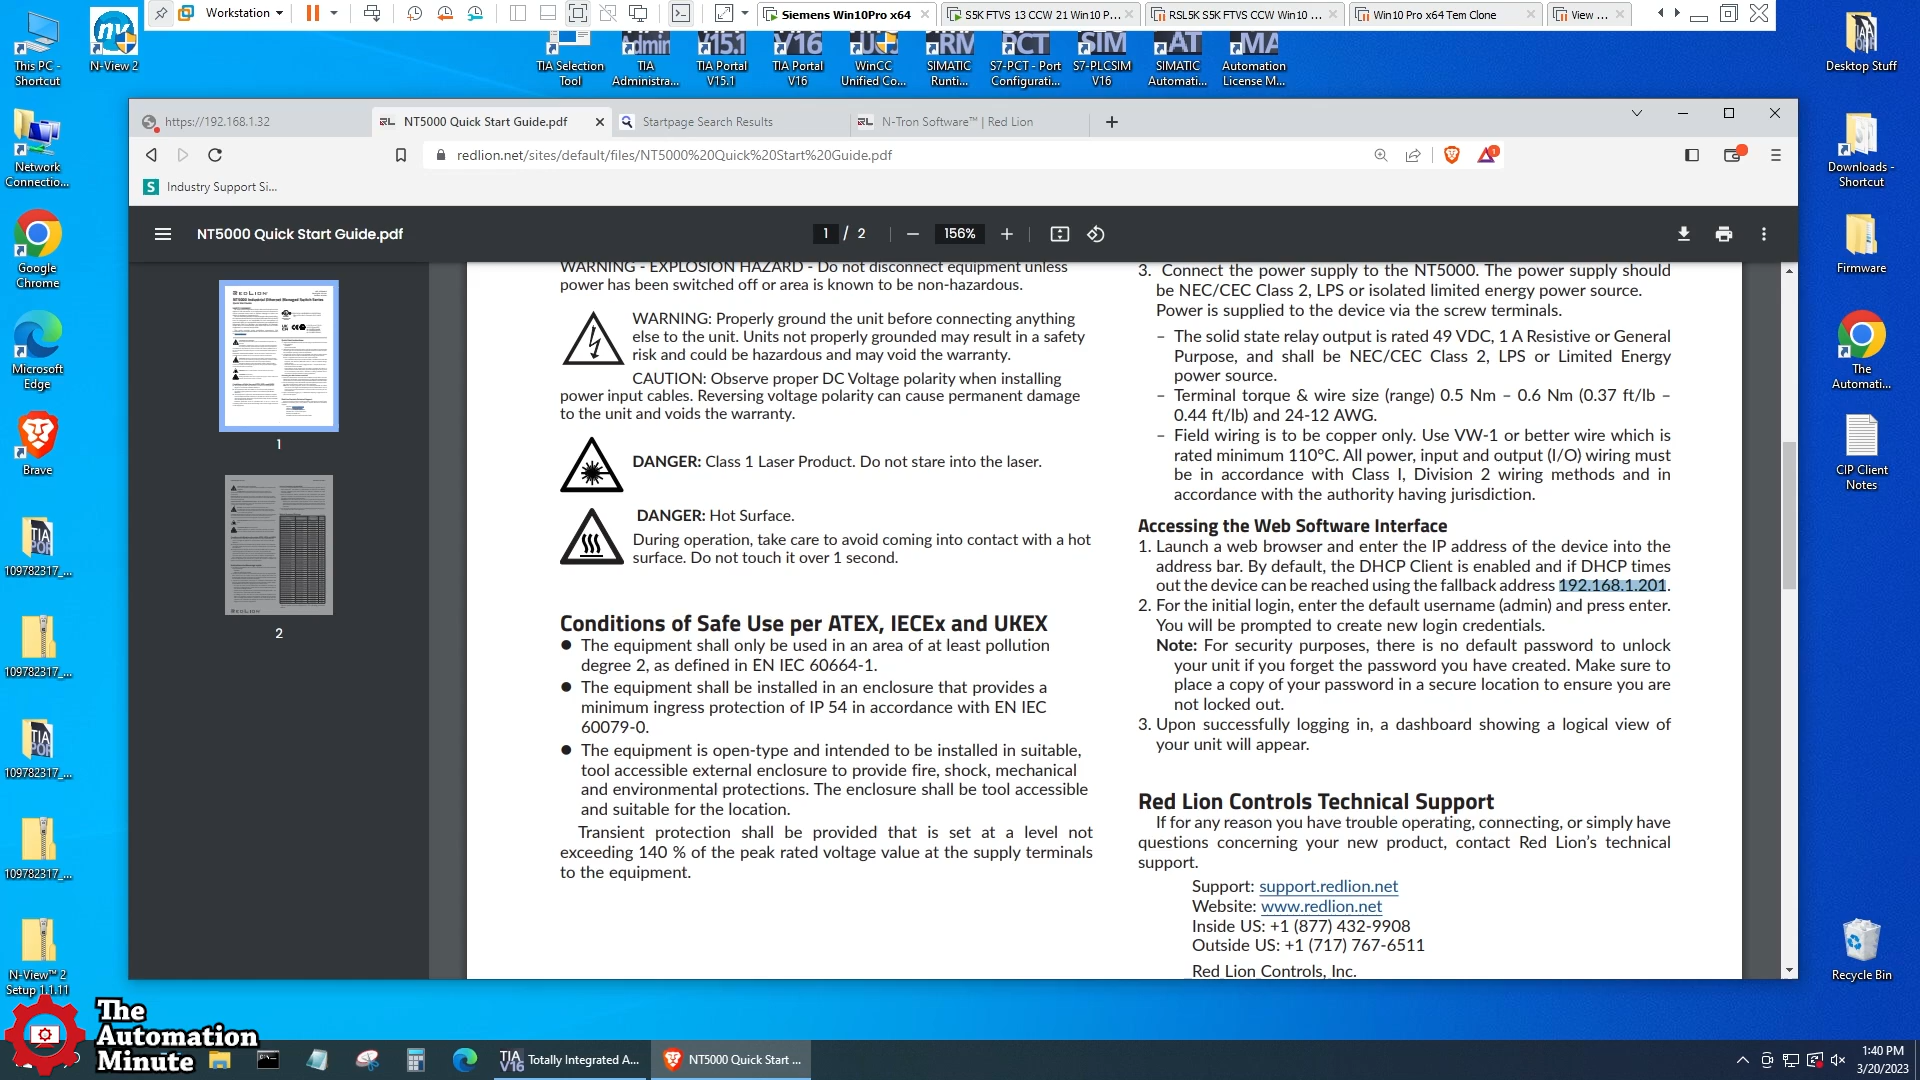 Workstation
Siemens Win10Pro x64
S5K FTVS 13 CCW 21 Win10 P...
RSL5K S5K FTVS CCW Win10 ...
Win10 Pro x64 Tem Clone
View ...
This PC - Shortcut
N-View 2
TIA Selection Tool
TIA Administra...
TIA Portal V15.1
TIA Portal V16
WinCC Unified Co...
SIMATIC Runti...
S7-PCT - Port Configurati...
S7-PLCSIM V16
SIMATIC Automati...
Automation License M...
Desktop Stuff
https://192.168.1.32
NT5000 Quick Start Guide.pdf
Startpage Search Results
N-Tron Software™ | Red Lion
redlion.net/sites/default/files/NT5000%20Quick%20Start%20Guide.pdf
Industry Support Si...
NT5000 Quick Start Guide.pdf
1 / 2
156%
1
2
WARNING - EXPLOSION HAZARD - Do not disconnect equipment unless
power has been switched off or area is known to be non-hazardous.
WARNING: Properly ground the unit before connecting anything
else to the unit. Units not properly grounded may result in a safety
risk and could be hazardous and may void the warranty.
CAUTION: Observe proper DC Voltage polarity when installing
power input cables. Reversing voltage polarity can cause permanent damage
to the unit and voids the warranty.
DANGER: Class 1 Laser Product. Do not stare into the laser.
DANGER: Hot Surface.
During operation, take care to avoid coming into contact with a hot
surface. Do not touch it over 1 second.
Conditions of Safe Use per ATEX, IECEx and UKEX
● The equipment shall only be used in an area of at least pollution
degree 2, as defined in EN IEC 60664-1.
● The equipment shall be installed in an enclosure that provides a
minimum ingress protection of IP 54 in accordance with EN IEC
60079-0.
● The equipment is open-type and intended to be installed in suitable,
tool accessible external enclosure to provide fire, shock, mechanical
and environmental protections. The enclosure shall be tool accessible
and suitable for the location.
Transient protection shall be provided that is set at a level not
exceeding 140 % of the peak rated voltage value at the supply terminals
to the equipment.
3. Connect the power supply to the NT5000. The power supply should
be NEC/CEC Class 2, LPS or isolated limited energy power source.
Power is supplied to the device via the screw terminals.
– The solid state relay output is rated 49 VDC, 1 A Resistive or General
Purpose, and shall be NEC/CEC Class 2, LPS or Limited Energy
power source.
– Terminal torque & wire size (range) 0.5 Nm – 0.6 Nm (0.37 ft/lb –
0.44 ft/lb) and 24-12 AWG.
– Field wiring is to be copper only. Use VW-1 or better wire which is
rated minimum 110°C. All power, input and output (I/O) wiring must
be in accordance with Class I, Division 2 wiring methods and in
accordance with the authority having jurisdiction.
Accessing the Web Software Interface
1. Launch a web browser and enter the IP address of the device into the
address bar. By default, the DHCP Client is enabled and if DHCP times
out the device can be reached using the fallback address 192.168.1.201.
2. For the initial login, enter the default username (admin) and press enter.
You will be prompted to create new login credentials.
Note: For security purposes, there is no default password to unlock
your unit if you forget the password you have created. Make sure to
place a copy of your password in a secure location to ensure you are
not locked out.
3. Upon successfully logging in, a dashboard showing a logical view of
your unit will appear.
Red Lion Controls Technical Support
If for any reason you have trouble operating, connecting, or simply have
questions concerning your new product, contact Red Lion's technical
support.
Support: support.redlion.net
Website: www.redlion.net
Inside US: +1 (877) 432-9908
Outside US: +1 (717) 767-6511
Red Lion Controls, Inc.
Network Connectio...
Google Chrome
Microsoft Edge
Brave
109782317_...
109782317_...
109782317_...
109782317_...
N-View™ 2 Setup 1.1.11
Downloads - Shortcut
Firmware
The Automati...
CIP Client Notes
Recycle Bin
The
Automation
Minute
Totally Integrated A...
NT5000 Quick Start ...
1:40 PM
3/20/2023